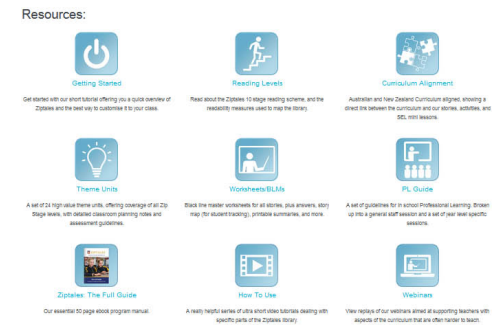 Resources:
Getting Started
Get started with our short tutorial offering you a quick overview of
Ziptales and the best way to customise it to your class.
Reading Levels
Read about the Ziptales 10 stage reading scheme, and the
readability measures used to map the library.
Curriculum Alignment
Australian and New Zealand Curriculum aligned, showing a
direct link between the curriculum and our stories, activities, and
SEL mini lessons.
Theme Units
A set of 24 high value theme units, offering coverage of all Zip
Stage levels, with detailed classroom planning notes and
assessment guidelines.
Worksheets/BLMs
Black line master worksheets for all stories, plus answers, story
map (for student tracking), printable summaries, and more.
PL Guide
A set of guidelines for in school Professional Learning. Broken
up into a general staff session and a set of year level specific
sessions.
Ziptales: The Full Guide
Our essential 50 page ebook program manual.
How To Use
A really helpful series of ultra short video tutorials dealing with
specific parts of the Ziptales library
Webinars
View replays of our webinars aimed at supporting teachers with
aspects of the curriculum that are often harder to teach.